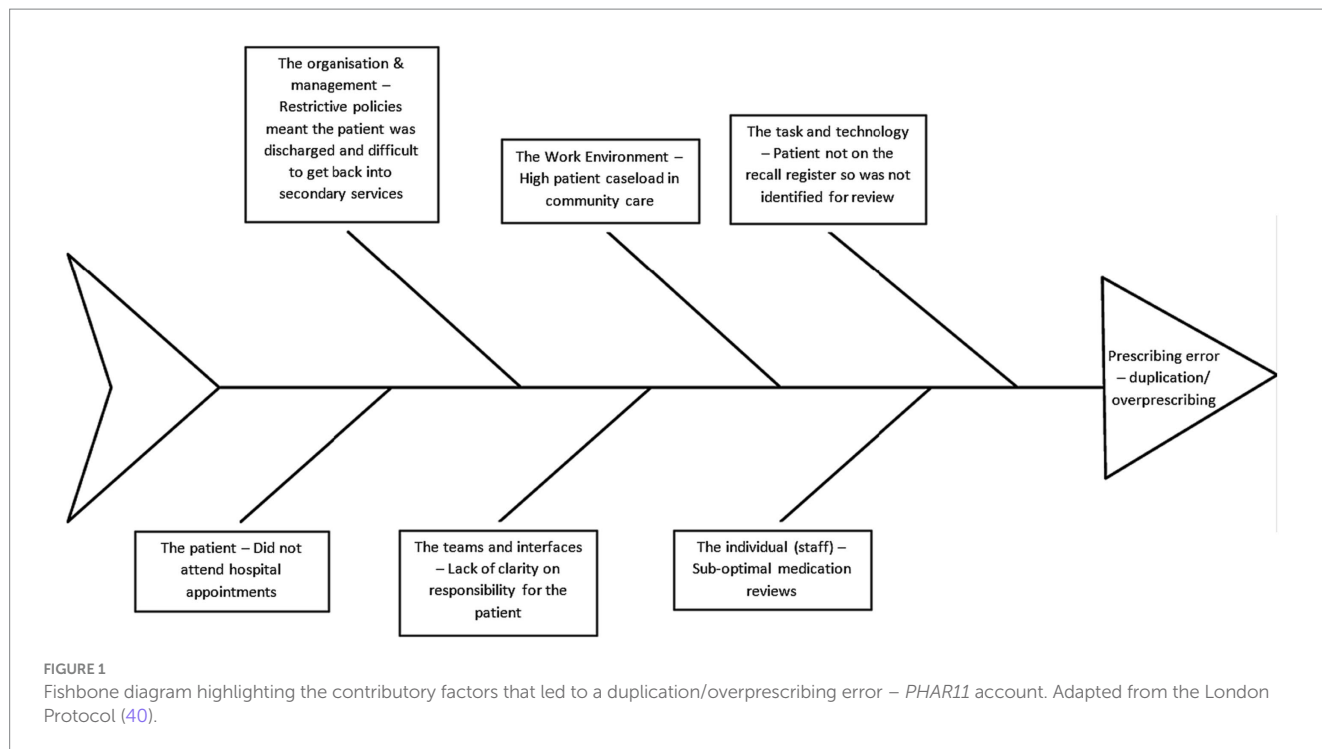 The organisation &
management –
Restrictive policies
meant the patient was
discharged and difficult
to get back into
secondary services
The Work Environment –
High patient caseload in
community care
The task and technology
– Patient not on the
recall register so was not
identified for review
Prescribing error
– duplication/
overprescribing
The patient – Did not
attend hospital
appointments
The teams and interfaces
– Lack of clarity on
responsibility for the
patient
The individual (staff) –
Sub-optimal medication
reviews
FIGURE 1
Fishbone diagram highlighting the contributory factors that led to a duplication/overprescribing error – PHAR11 account. Adapted from the London
Protocol (40).